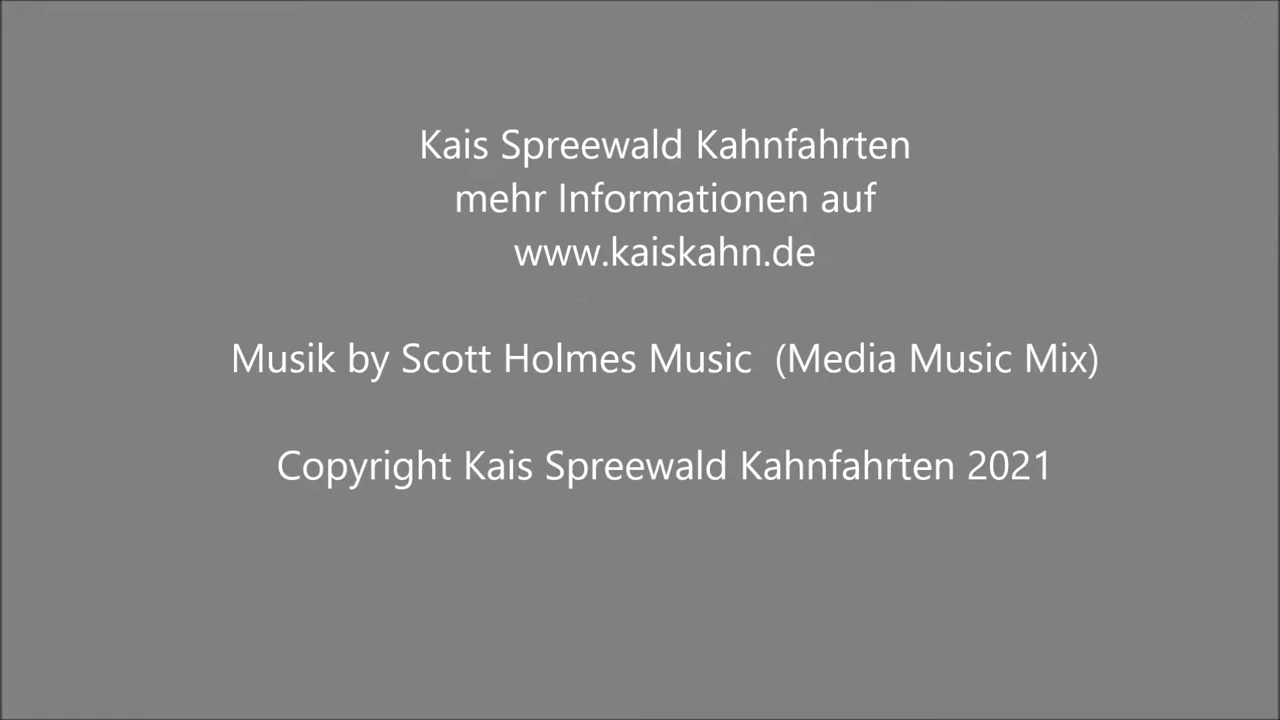 Kais Spreewald Kahnfahrten
mehr Informationen auf
www.kaiskahn.de
Musik by Scott Holmes Music  (Media Music Mix)
Copyright Kais Spreewald Kahnfahrten 2021